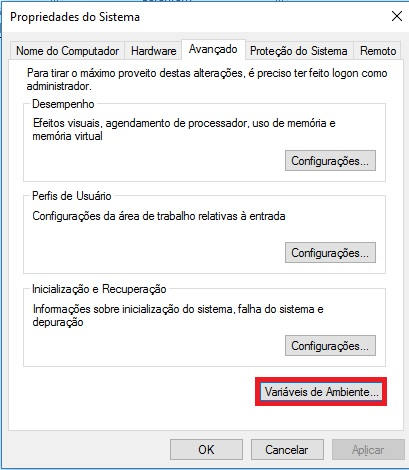 Propriedades do Sistema
Nome do Computador
Hardware
Avançado
Proteção do Sistema
Remoto
Para tirar o máximo proveito destas alterações, é preciso ter feito logon como
administrador.
Desempenho
Efeitos visuais, agendamento de processador, uso de memória e
memória virtual
Configurações...
Perfis de Usuário
Configurações da área de trabalho relativas à entrada
Configurações...
Inicialização e Recuperação
Informações sobre inicialização do sistema, falha do sistema e
depuração
Configurações...
Variáveis de Ambiente...
OK
Cancelar
Aplicar